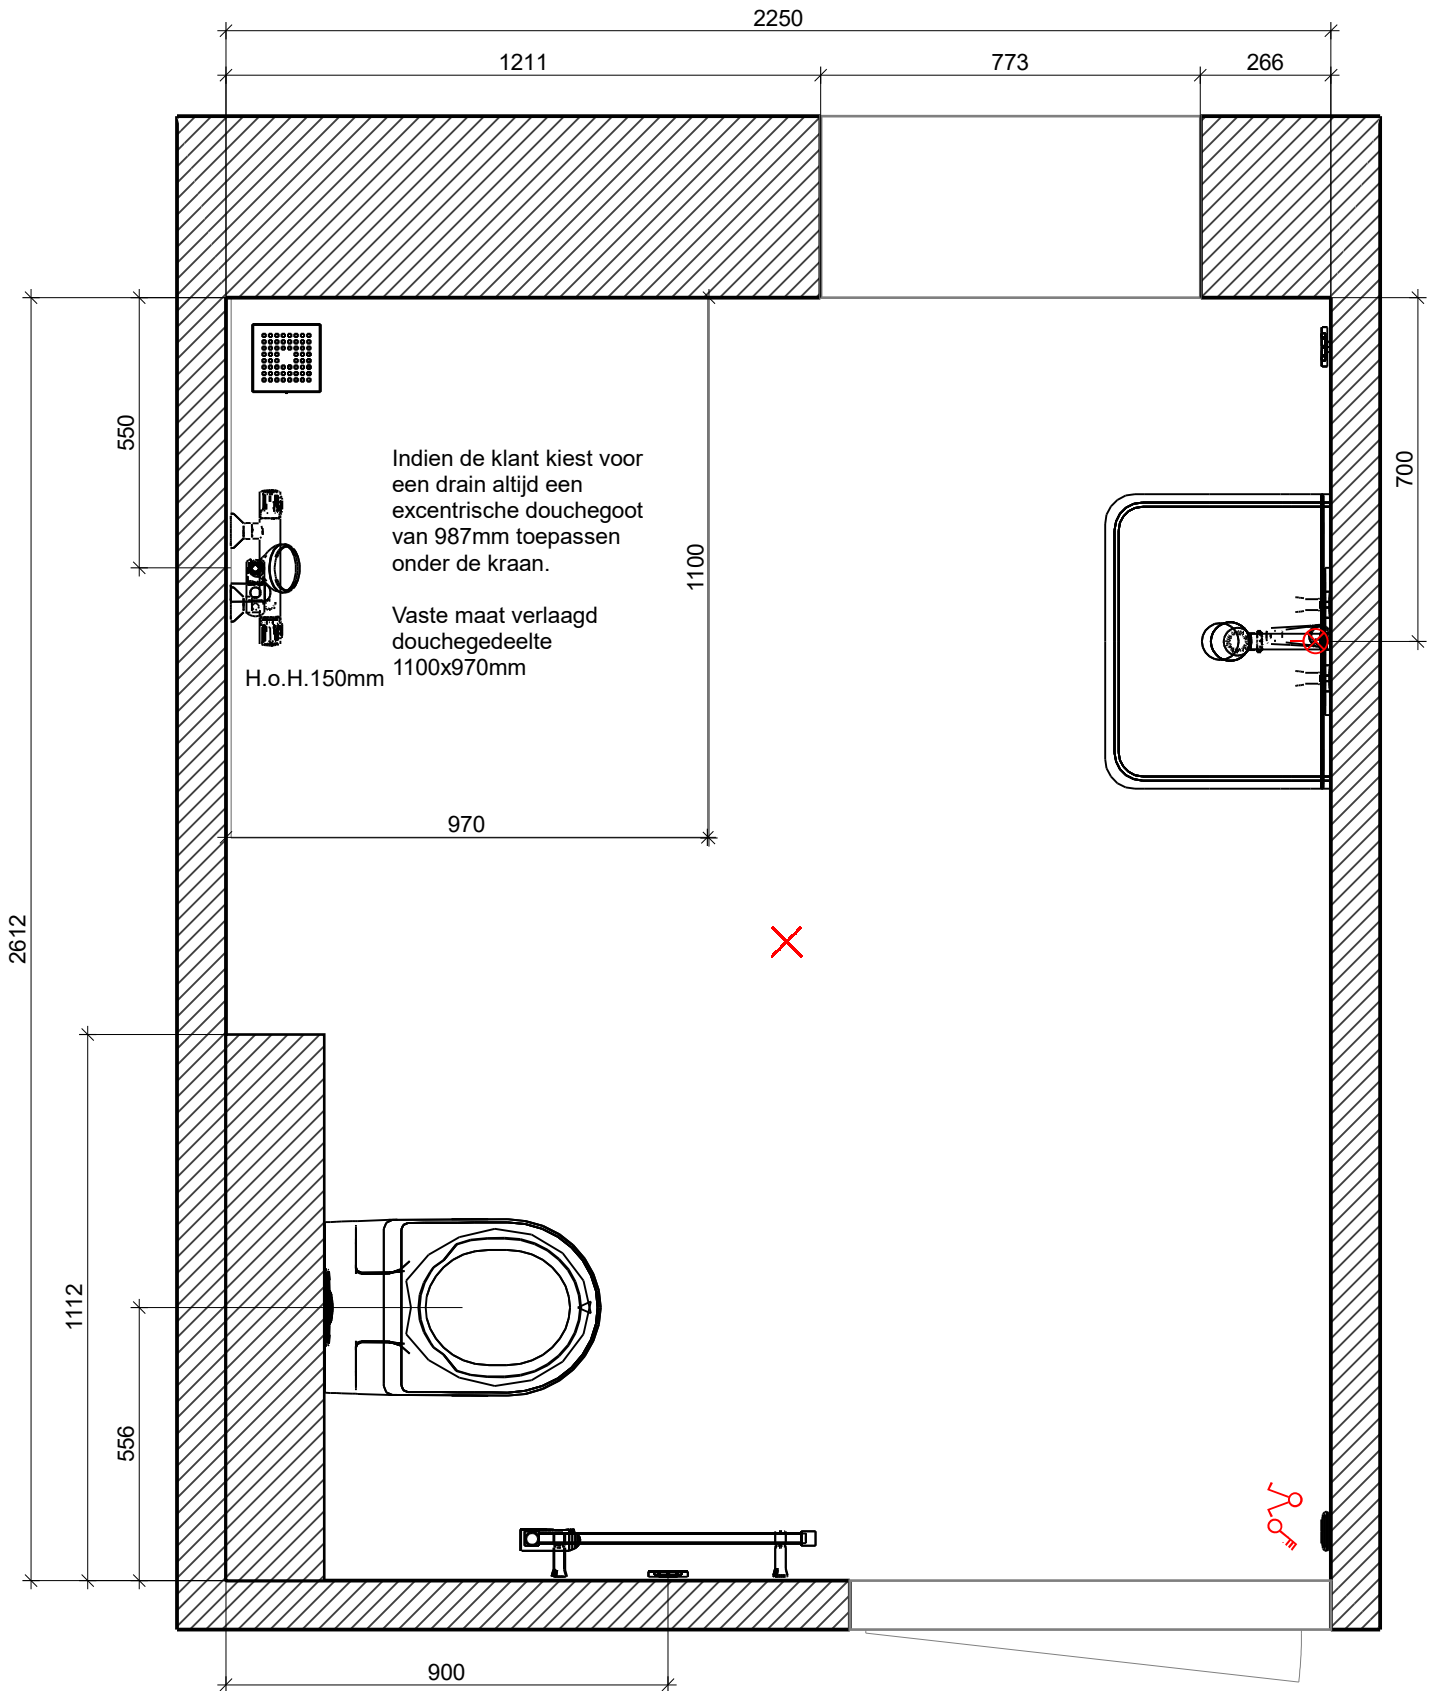 2250
1211
773
266
550
700
Indien de klant kiest voor
een drain altijd een
excentrische douchegoot
van 987mm toepassen
onder de kraan.
Vaste maat verlaagd
douchegedeelte
1100x970mm
H.o.H.150mm
1100
970
2612
1112
556
900